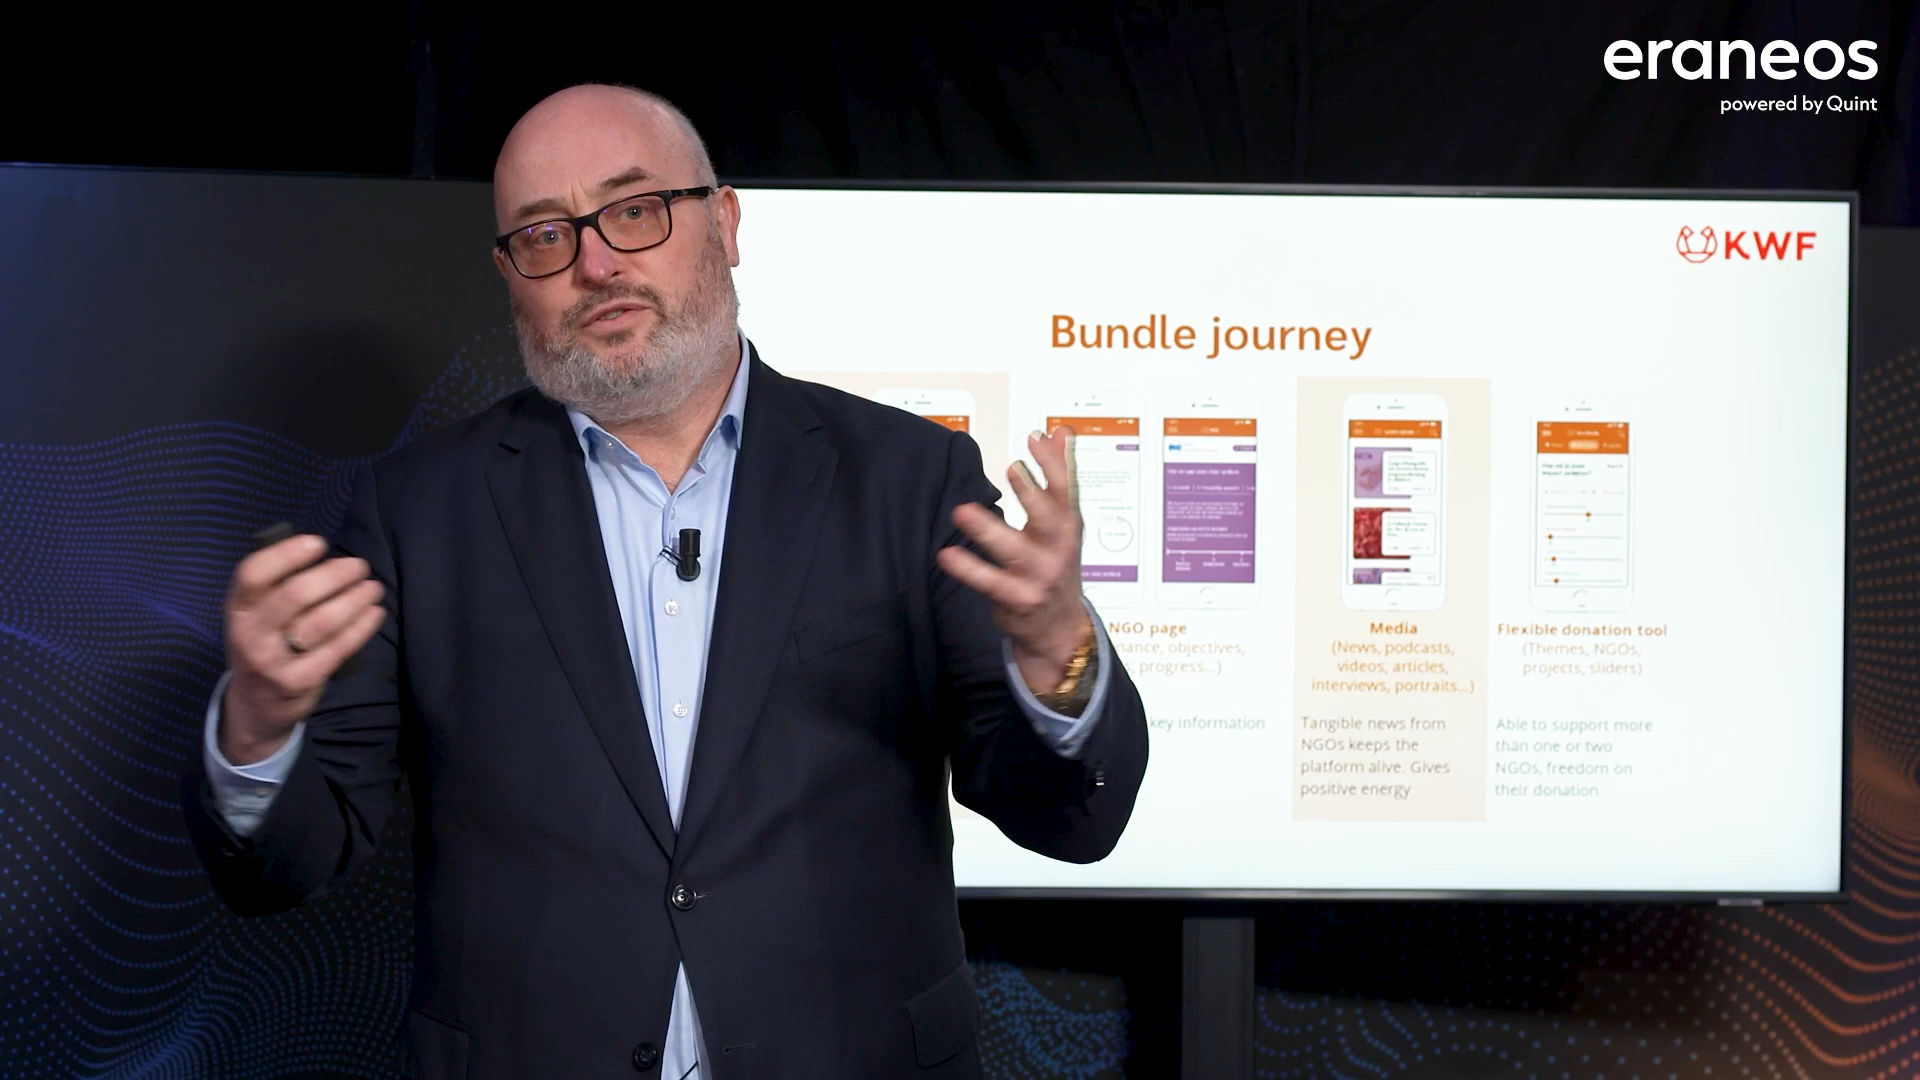 eraneos
powered by Quint
KWF
Bundle journey
NGO page
objectives,
progress...)
key information
Media
(News, podcasts,
videos, articles,
interviews, portraits...)
Tangible news from
NGOs keeps the
platform alive. Gives
positive energy
Flexible donation tool
(Themes, NGOs,
projects, sliders)
Able to support more
than one or two
NGOs, freedom on
their donation